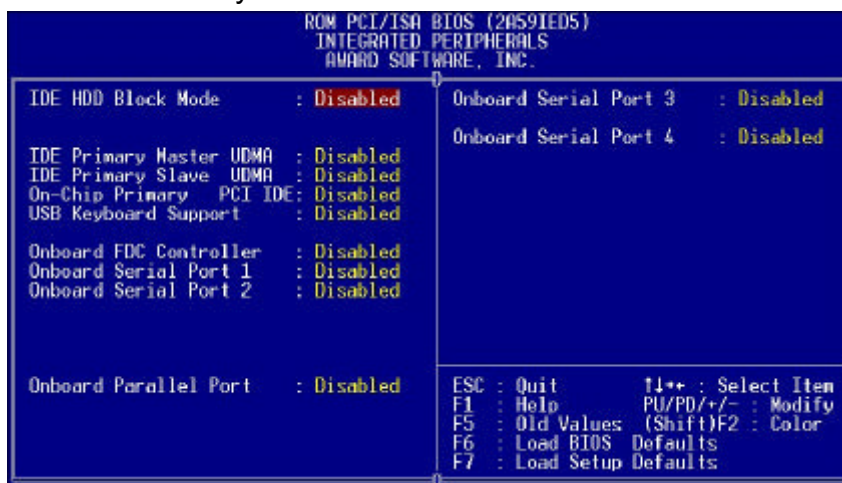 ROM PCI/ISA BIOS (2A59IED5)
INTEGRATED PERIPHERALS
AWARD SOFTWARE, INC.
IDE HDD Block Mode : Disabled
IDE Primary Master UDMA : Disabled
IDE Primary Slave UDMA : Disabled
On-Chip Primary PCI IDE: Disabled
USB Keyboard Support : Disabled
Onboard FDC Controller : Disabled
Onboard Serial Port 1 : Disabled
Onboard Serial Port 2 : Disabled
Onboard Parallel Port : Disabled
Onboard Serial Port 3 : Disabled
Onboard Serial Port 4 : Disabled
ESC : Quit ↑↓→← : Select Item
F1 : Help PU/PD/+/- : Modify
F5 : Old Values (Shift)F2 : Color
F6 : Load BIOS Defaults
F7 : Load Setup Defaults